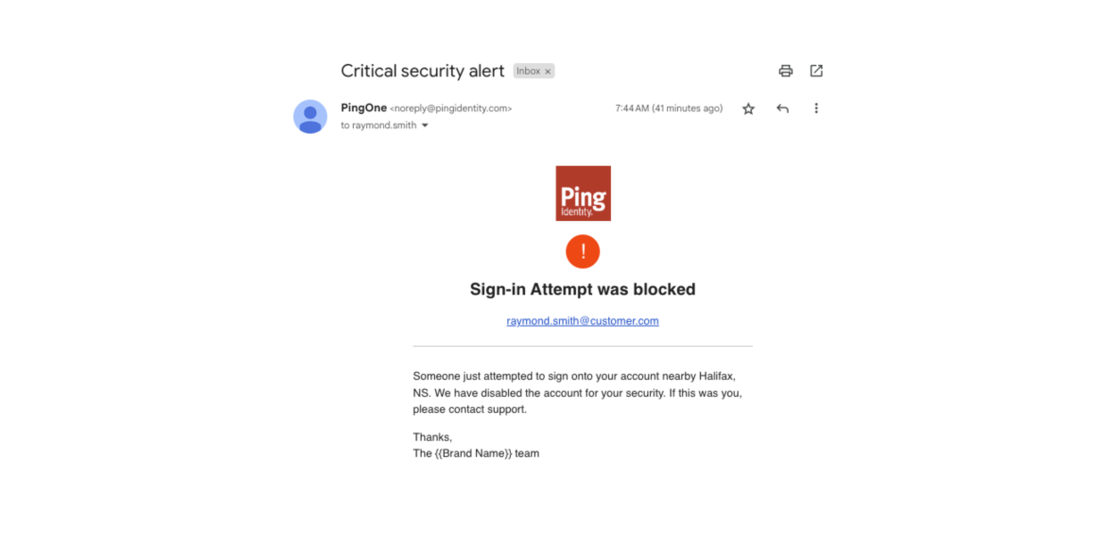 Critical security alert Inbox x
PingOne <noreply@pingidentity.com> 7:44 AM (41 minutes ago)
to raymond.smith
Ping
Identity.
!
Sign-in Attempt was blocked
raymond.smith@customer.com
Someone just attempted to sign onto your account nearby Halifax,
NS. We have disabled the account for your security. If this was you,
please contact support.
Thanks,
The {{Brand Name}} team